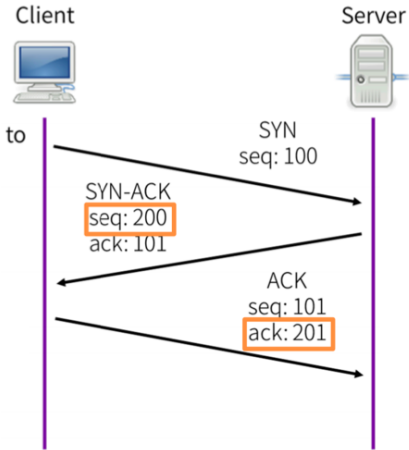 Client
Server
to
SYN
seq: 100
SYN-ACK
seq: 200
ack: 101
ACK
seq: 101
ack: 201